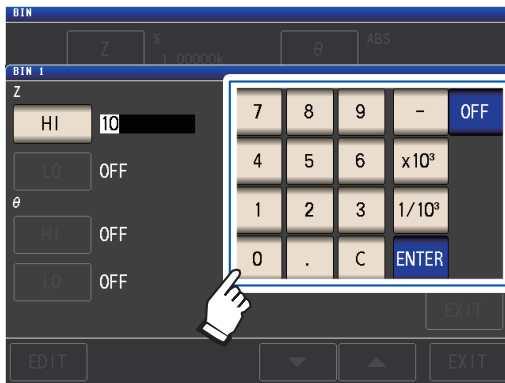 BIN
Z % 1.00000k θ ABS
BIN 1
Z
HI 10
LO OFF
θ
HI OFF
LO OFF
7 8 9 - OFF
4 5 6 x10³
1 2 3 1/10³
0 . C ENTER
EXIT
EDIT ▼ ▲ EXIT